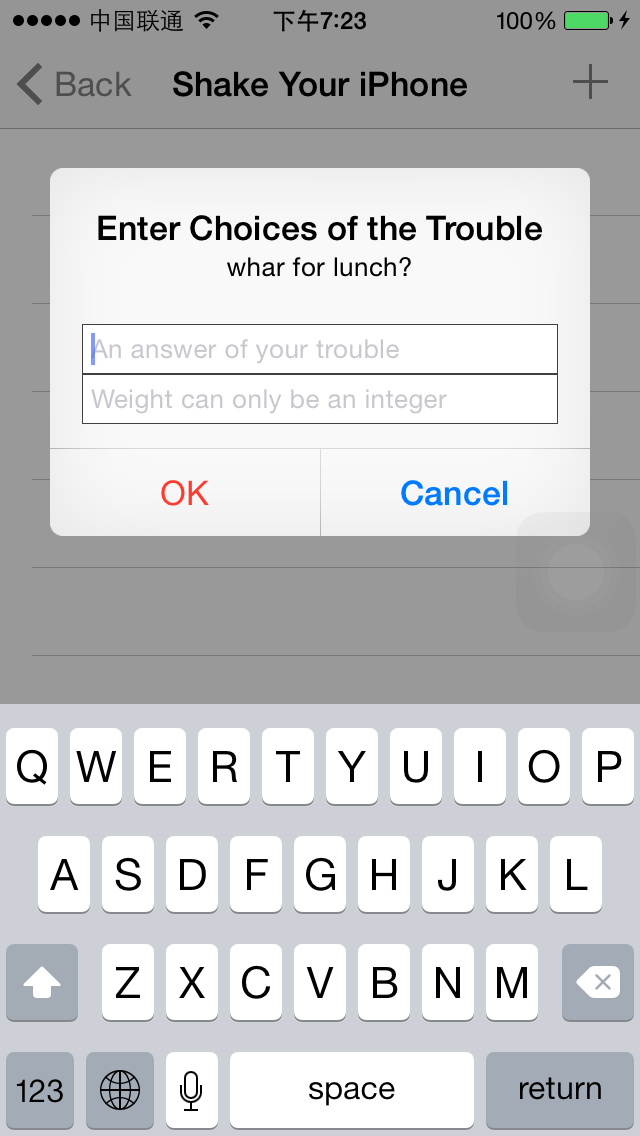 中国联通 下午7:23 100%
Back Shake Your iPhone
Enter Choices of the Trouble
whar for lunch?
An answer of your trouble
Weight can only be an integer
OK Cancel
Q W E R T Y U I O P
A S D F G H J K L
Z X C V B N M
123 space return